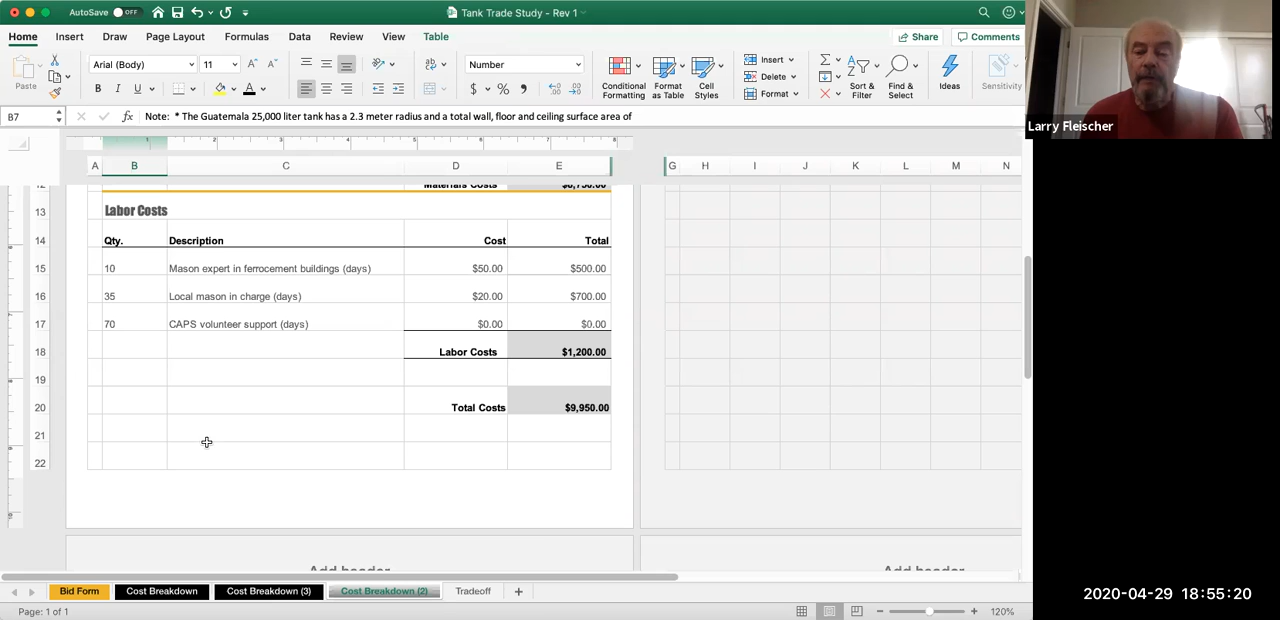 AutoSave OFF Tank Trade Study - Rev 1
Home Insert Draw Page Layout Formulas Data Review View Table Share Comments
Paste Arial (Body) 11 Number Conditional Formatting Format as Table Cell Styles Insert Delete Format Sort & Filter Find & Select Ideas Sensitivity
B I U A $ %
B7 fx Note: * The Guatemala 25,000 liter tank has a 2.3 meter radius and a total wall, floor and ceiling surface area of
A B C D E G H I J K L M N
12 Materials Costs
13 Labor Costs
14 Qty. Description Cost Total
15 10 Mason expert in ferrocement buildings (days) $50.00 $500.00
16 35 Local mason in charge (days) $20.00 $700.00
17 70 CAPS volunteer support (days) $0.00 $0.00
18 Labor Costs $1,200.00
19
20 Total Costs $9,950.00
21
22
Add header Add header
Bid Form Cost Breakdown Cost Breakdown (3) Cost Breakdown (2) Tradeoff +
Page: 1 of 1 120%
Larry Fleischer
2020-04-29 18:55:20